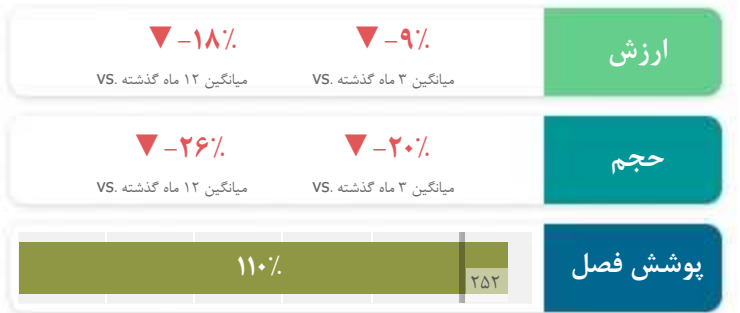 ارزش
▼ -۹٪
▼ -۱۸٪
میانگین ۳ ماه گذشته .VS
میانگین ۱۲ ماه گذشته .VS
حجم
▼ -۲۰٪
▼ -۲۶٪
میانگین ۳ ماه گذشته .VS
میانگین ۱۲ ماه گذشته .VS
پوشش فصل
۱۱۰٪
۲۵۲